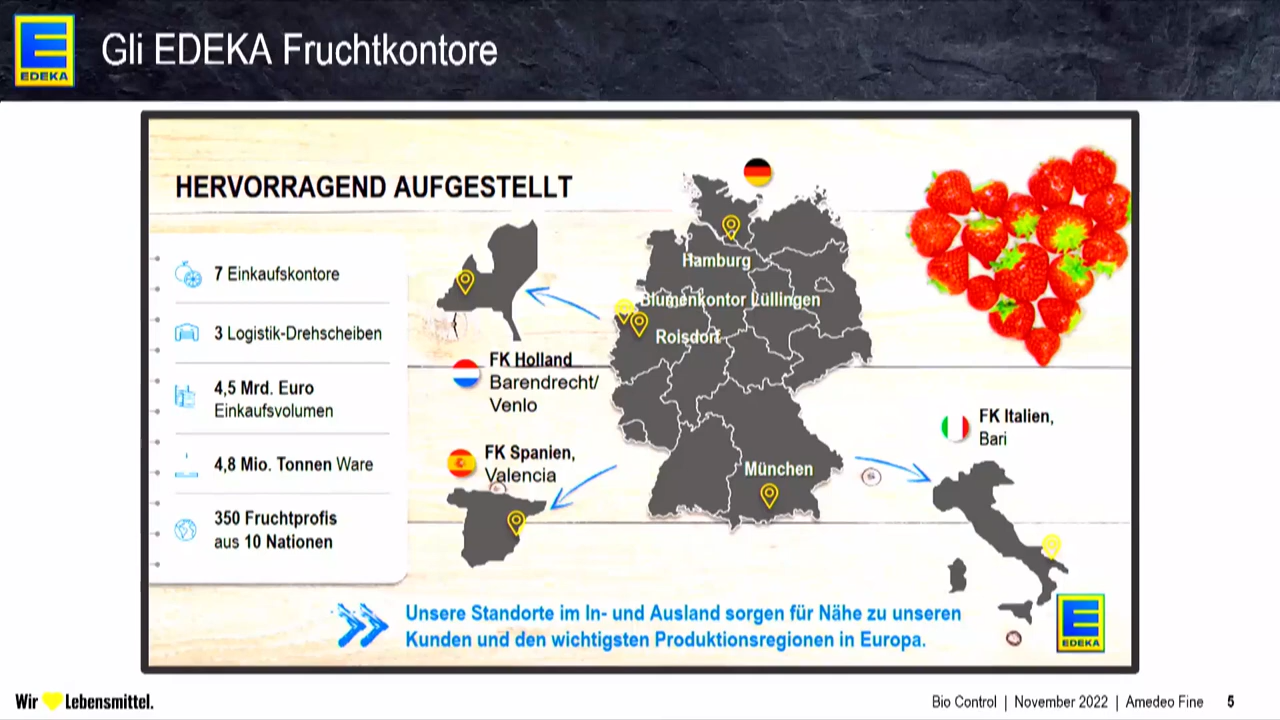 EDEKA
Gli EDEKA Fruchtkontore
HERVORRAGEND AUFGESTELLT
7 Einkaufskontore
3 Logistik-Drehscheiben
4,5 Mrd. Euro
Einkaufsvolumen
4,8 Mio. Tonnen Ware
350 Fruchtprofis
aus 10 Nationen
Hamburg
Blumenkontor Lüllingen
Roisdorf
München
FK Holland
Barendrecht/
Venlo
FK Spanien,
Valencia
FK Italien,
Bari
Unsere Standorte im In- und Ausland sorgen für Nähe zu unseren
Kunden und den wichtigsten Produktionsregionen in Europa.
EDEKA
Wir Lebensmittel.
Bio Control | November 2022 | Amedeo Fine 5